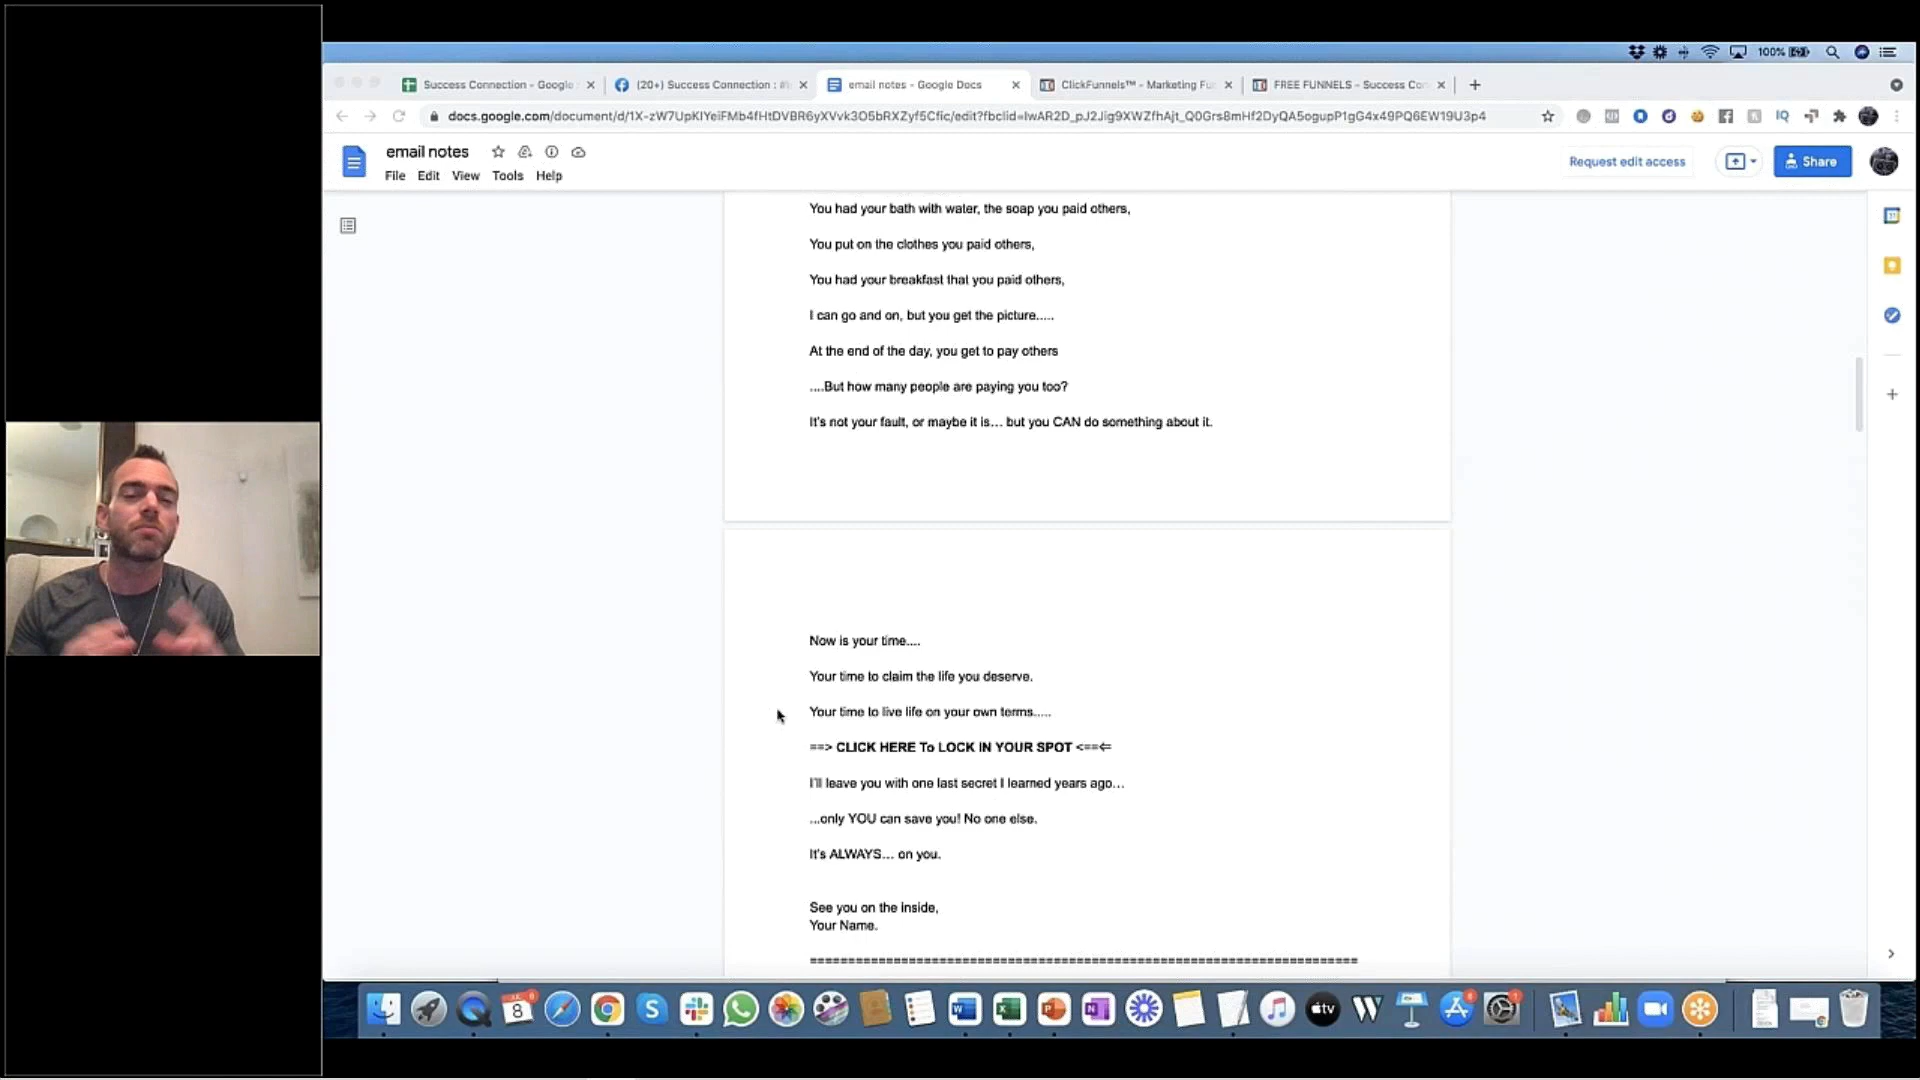 100%
Success Connection - Google
(20+) Success Connection : #
email notes - Google Docs
ClickFunnels™ - Marketing Fu
FREE FUNNELS - Success Co
docs.google.com/document/d/1X-zW7UpKIYeiFMb4fHtDVBR6yXVvk3O5bRXZyf5Cfic/edit?fbclid=IwAR2D_pJ2Jig9XWZfhAjt_Q0Grs8mHf2DyQA5ogupP1gG4x49PQ6EW19U3p4
IQ
email notes
File Edit View Tools Help
Request edit access
Share
You had your bath with water, the soap you paid others,
You put on the clothes you paid others,
You had your breakfast that you paid others,
I can go and on, but you get the picture.....
At the end of the day, you get to pay others
....But how many people are paying you too?
It's not your fault, or maybe it is... but you CAN do something about it.
Now is your time....
Your time to claim the life you deserve.
Your time to live life on your own terms.....
==> CLICK HERE To LOCK IN YOUR SPOT <==⇐
I'll leave you with one last secret I learned years ago...
...only YOU can save you! No one else.
It's ALWAYS... on you.
See you on the inside,
Your Name.
=========================================================================
8
tv